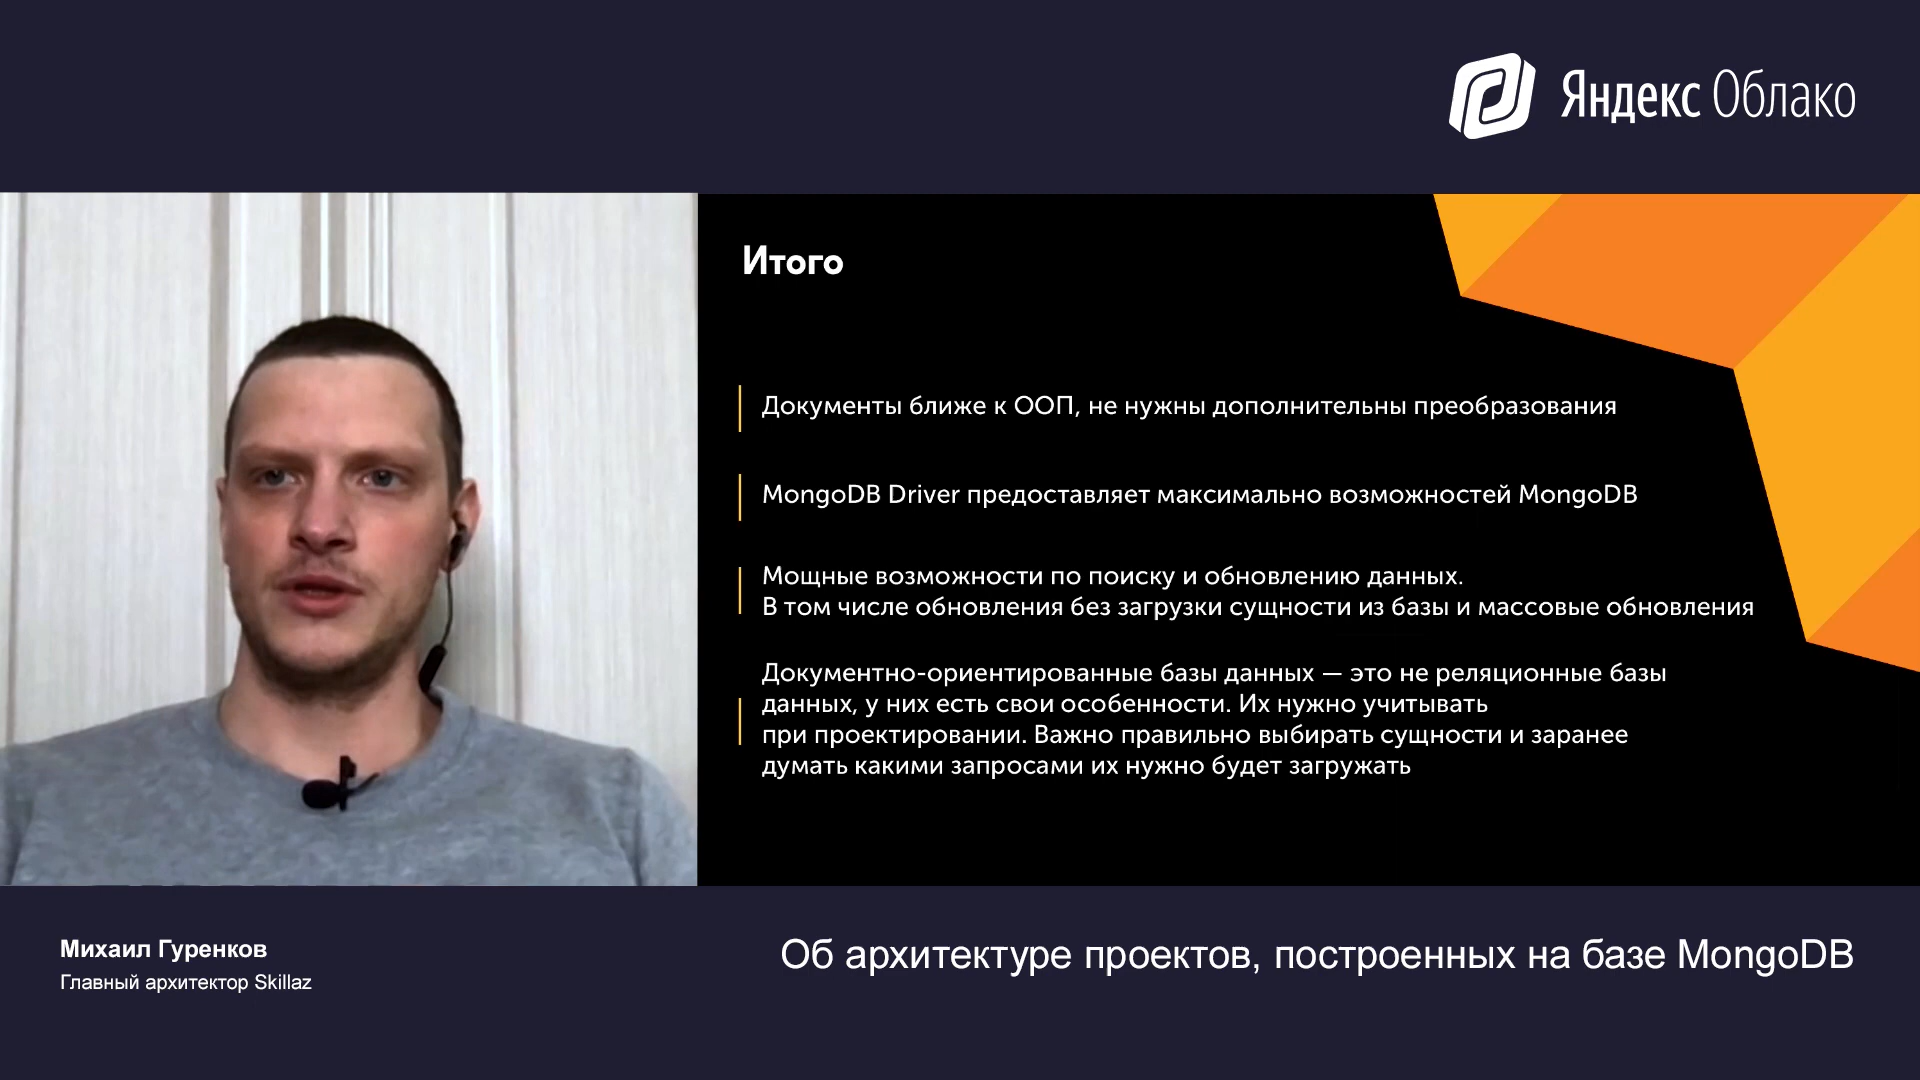 Яндекс Облако
Итого
Документы ближе к ООП, не нужны дополнительны преобразования
MongoDB Driver предоставляет максимально возможностей MongoDB
Мощные возможности по поиску и обновлению данных.
В том числе обновления без загрузки сущности из базы и массовые обновления
Документно-ориентированные базы данных — это не реляционные базы
данных, у них есть свои особенности. Их нужно учитывать
при проектировании. Важно правильно выбирать сущности и заранее
думать какими запросами их нужно будет загружать
Михаил Гуренков
Главный архитектор Skillaz
Об архитектуре проектов, построенных на базе MongoDB